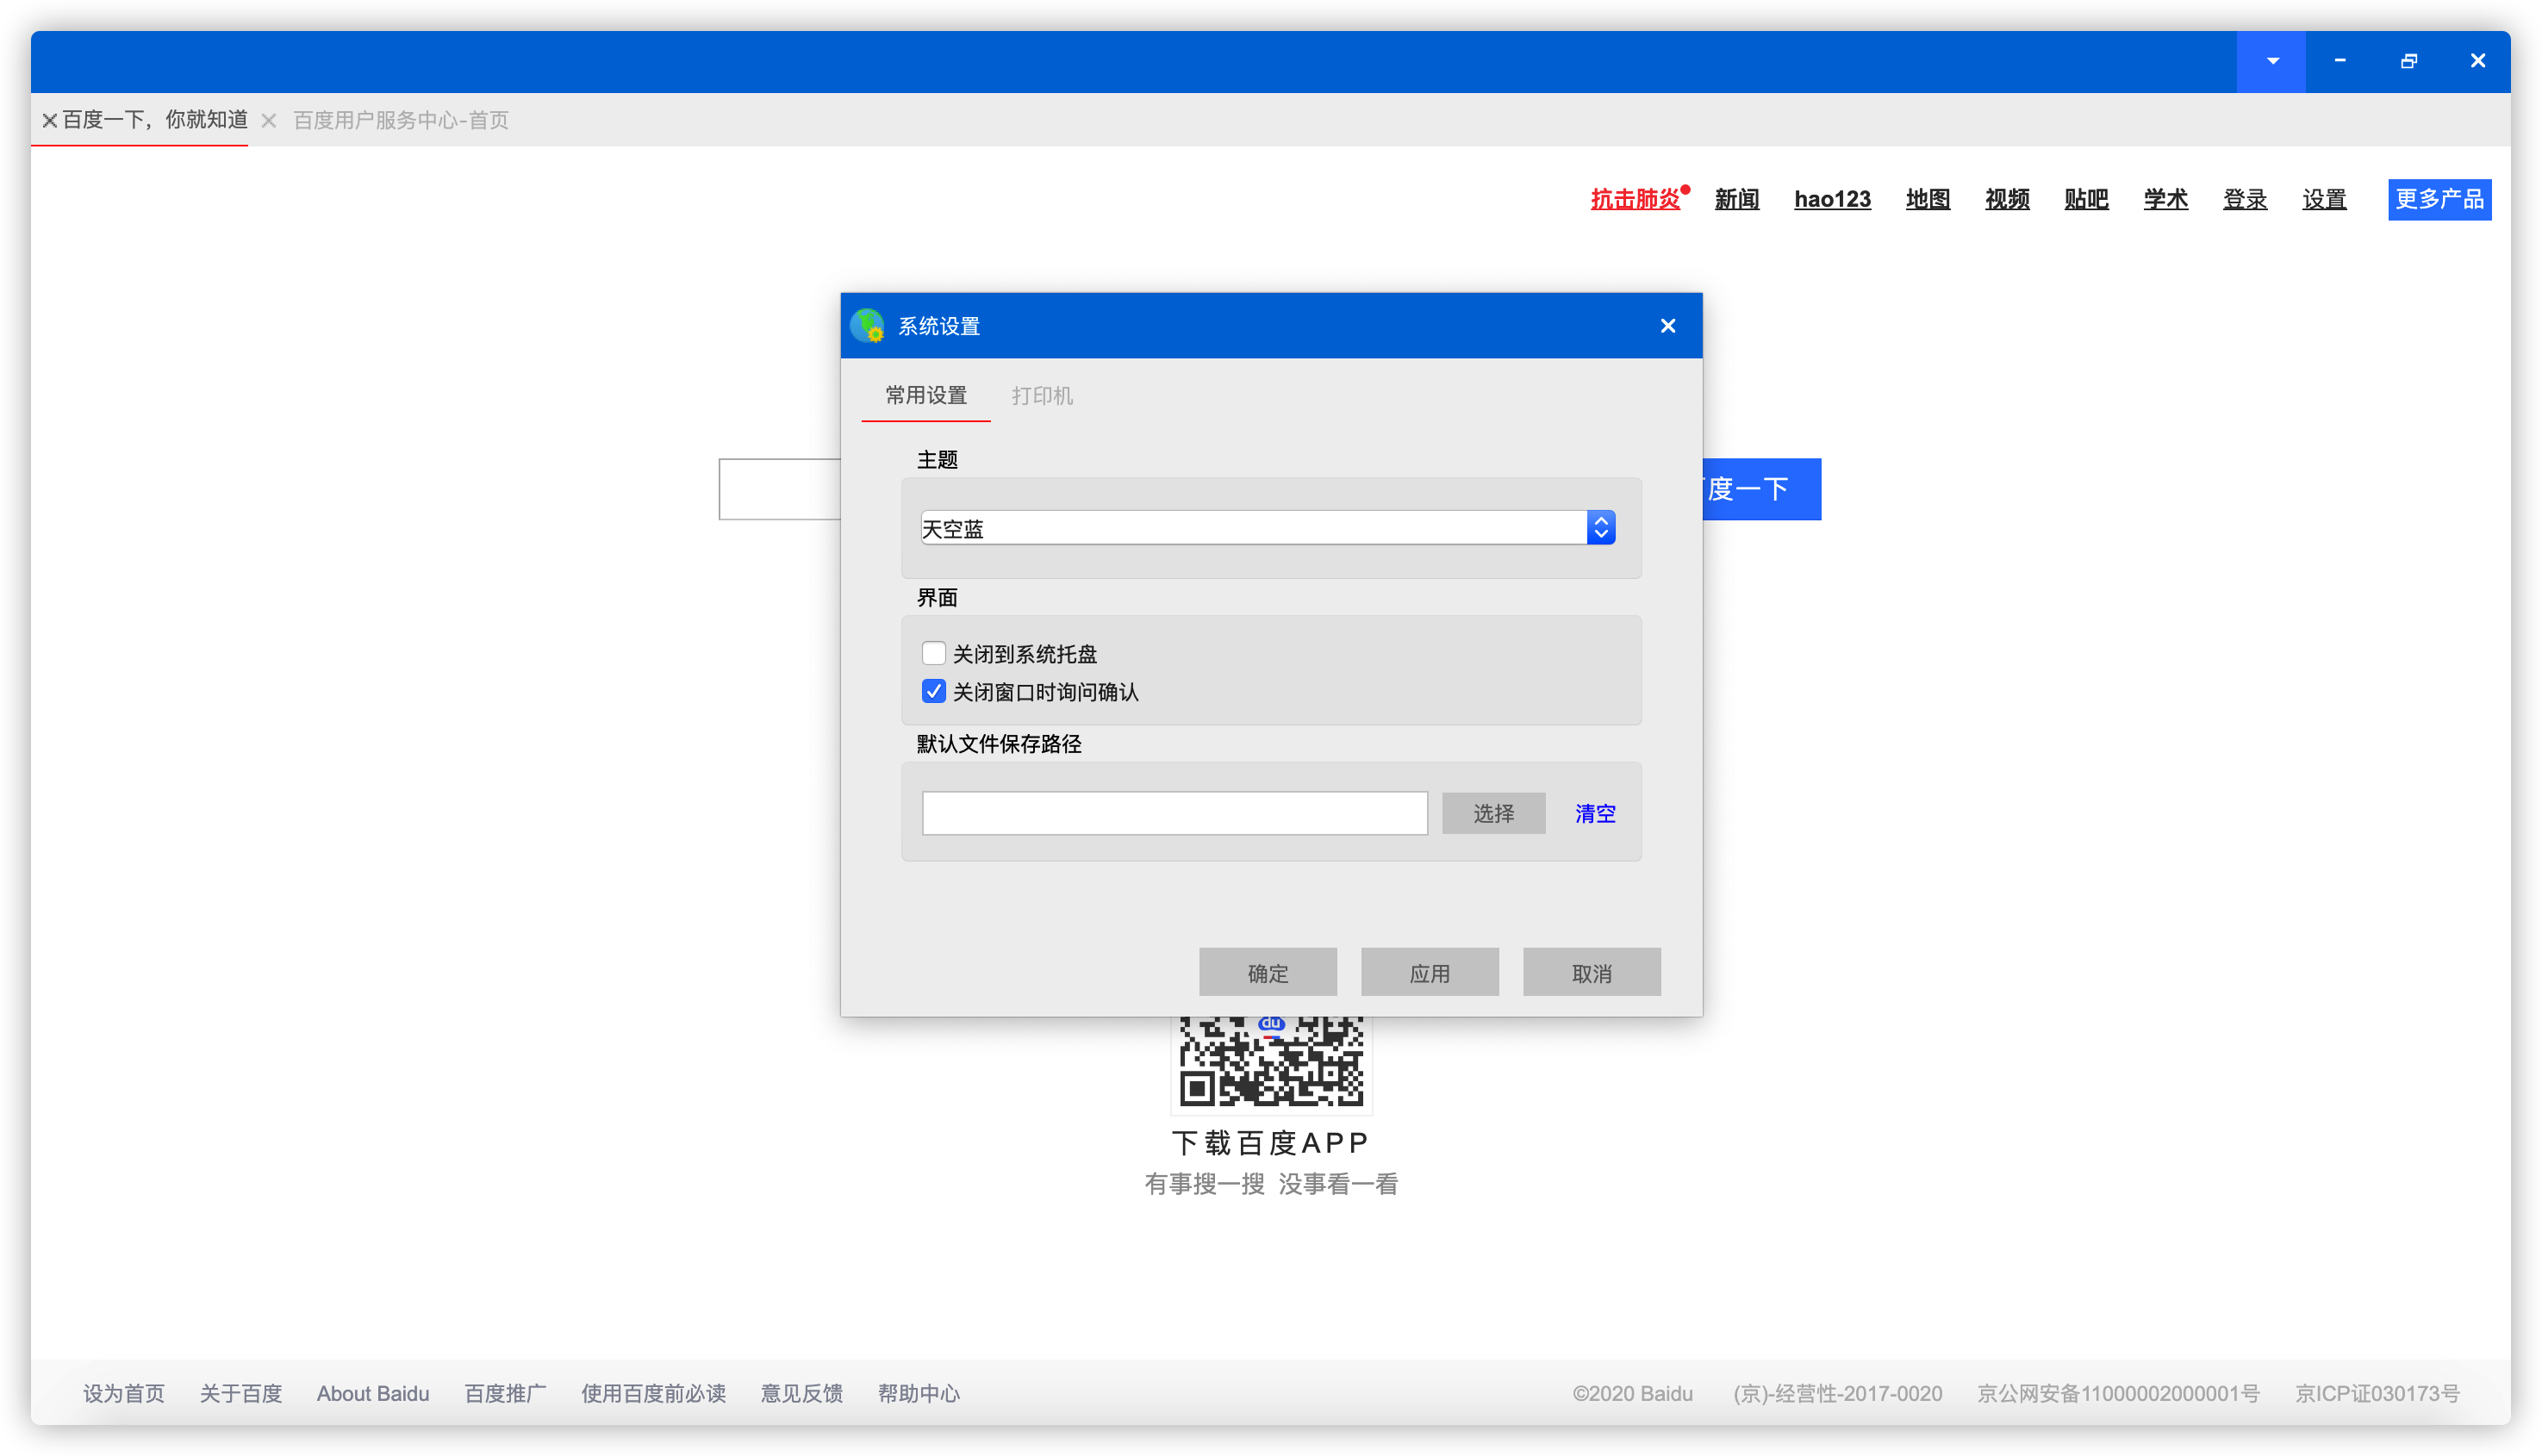 百度一下，你就知道 百度用户服务中心-首页
抗击肺炎 新闻 hao123 地图 视频 贴吧 学术 登录 设置 更多产品
系统设置
常用设置 打印机
主题
天空蓝
度一下
界面
关闭到系统托盘
关闭窗口时询问确认
默认文件保存路径
选择 清空
确定 应用 取消
du
下载百度APP
有事搜一搜 没事看一看
设为首页 关于百度 About Baidu 百度推广 使用百度前必读 意见反馈 帮助中心 ©2020 Baidu (京)-经营性-2017-0020 京公网安备11000002000001号 京ICP证030173号